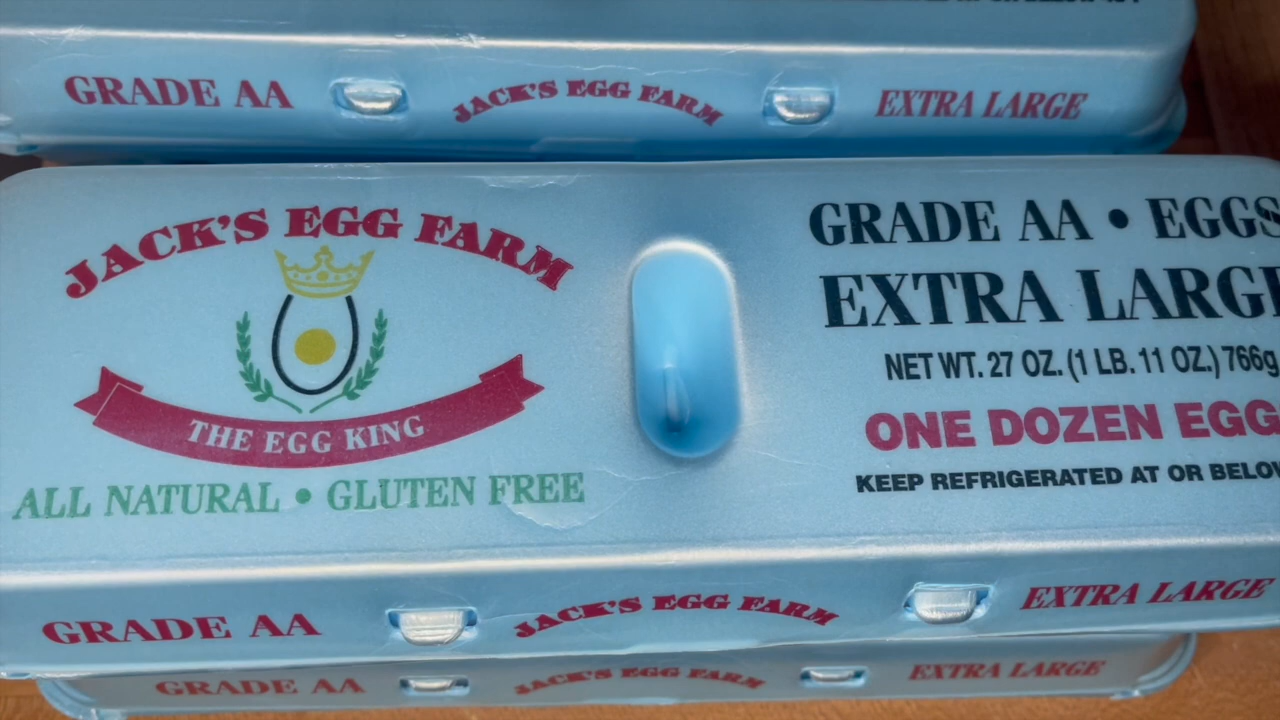 GRADE AA JACK'S EGG FARM EXTRA LARGE
JACK'S EGG FARM
THE EGG KING
ALL NATURAL • GLUTEN FREE
GRADE AA • EGGS
EXTRA LARGE
NET WT. 27 OZ. (1 LB. 11 OZ.) 766g
ONE DOZEN EGG
KEEP REFRIGERATED AT OR BELOW
GRADE AA JACK'S EGG FARM EXTRA LARGE
GRADE AA JACK'S EGG FARM EXTRA LARGE